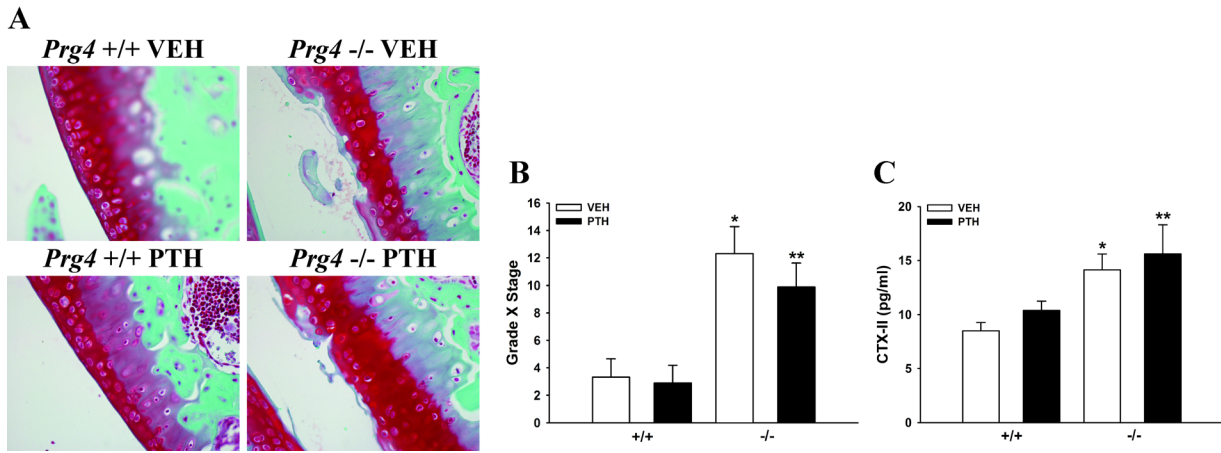 A
Prg4 +/+ VEH
Prg4 -/- VEH
Prg4 +/+ PTH
Prg4 -/- PTH
B
VEH
PTH
Grade X Stage
16
14
12
10
8
6
4
2
0
*
**
+/+
-/-
C
VEH
PTH
CTX-II (pg/ml)
20
15
10
5
0
*
**
+/+
-/-